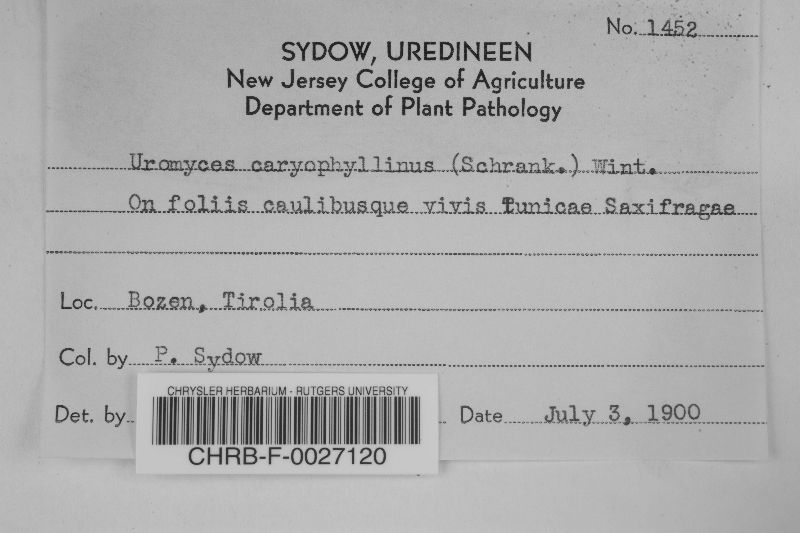 No. 1452
SYDOW, UREDINEEN
New Jersey College of Agriculture
Department of Plant Pathology
Uromyces caryophyllinus (Schrank.) Wint.
On foliis caulibusque vivis Tunicae Saxifragae
Loc. Bozen, Tirolia
Col. by P. Sydow
Det. by
Date July 3, 1900
CHRYSLER HERBARIUM - RUTGERS UNIVERSITY
CHRB-F-0027120